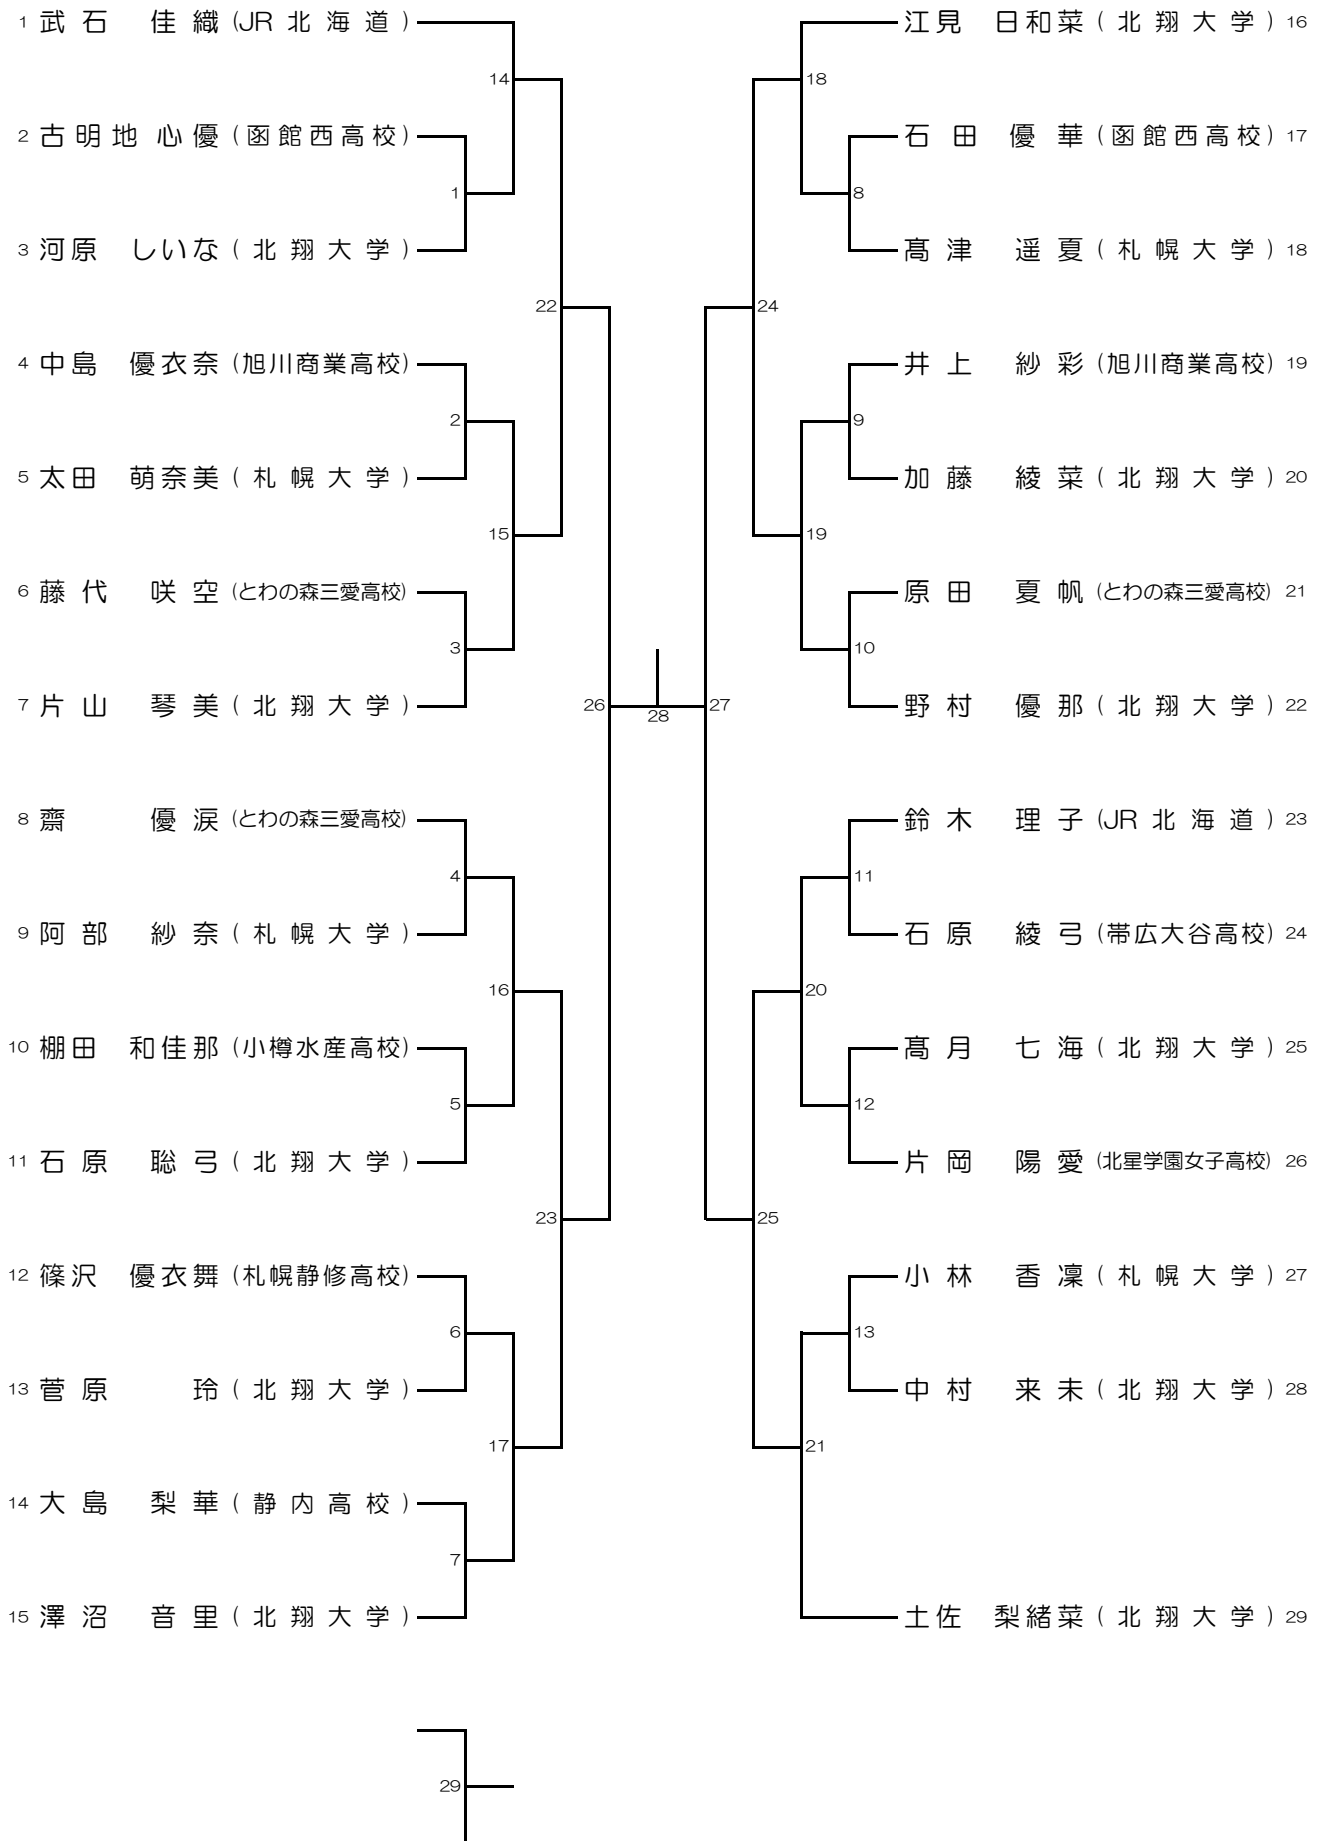 1 武石 佳織 (JR北海道)
2 古明地 心優 (函館西高校)
3 河原 しいな (北翔大学)
4 中島 優衣奈 (旭川商業高校)
5 太田 萌奈美 (札幌大学)
6 藤代 咲空 (とわの森三愛高校)
7 片山 琴美 (北翔大学)
8 齋 優涙 (とわの森三愛高校)
9 阿部 紗奈 (札幌大学)
10 棚田 和佳那 (小樽水産高校)
11 石原 聡弓 (北翔大学)
12 篠沢 優衣舞 (札幌静修高校)
13 菅原 玲 (北翔大学)
14 大島 梨華 (静内高校)
15 澤沼 音里 (北翔大学)
1
2
3
4
5
6
7
14
15
16
17
22
23
26
28
27
24
25
18
19
20
21
8
9
10
11
12
13
江見 日和菜 (北翔大学) 16
石田 優華 (函館西高校) 17
髙津 遥夏 (札幌大学) 18
井上 紗彩 (旭川商業高校) 19
加藤 綾菜 (北翔大学) 20
原田 夏帆 (とわの森三愛高校) 21
野村 優那 (北翔大学) 22
鈴木 理子 (JR北海道) 23
石原 綾弓 (帯広大谷高校) 24
髙月 七海 (北翔大学) 25
片岡 陽愛 (北星学園女子高校) 26
小林 香凜 (札幌大学) 27
中村 来未 (北翔大学) 28
土佐 梨緒菜 (北翔大学) 29
29